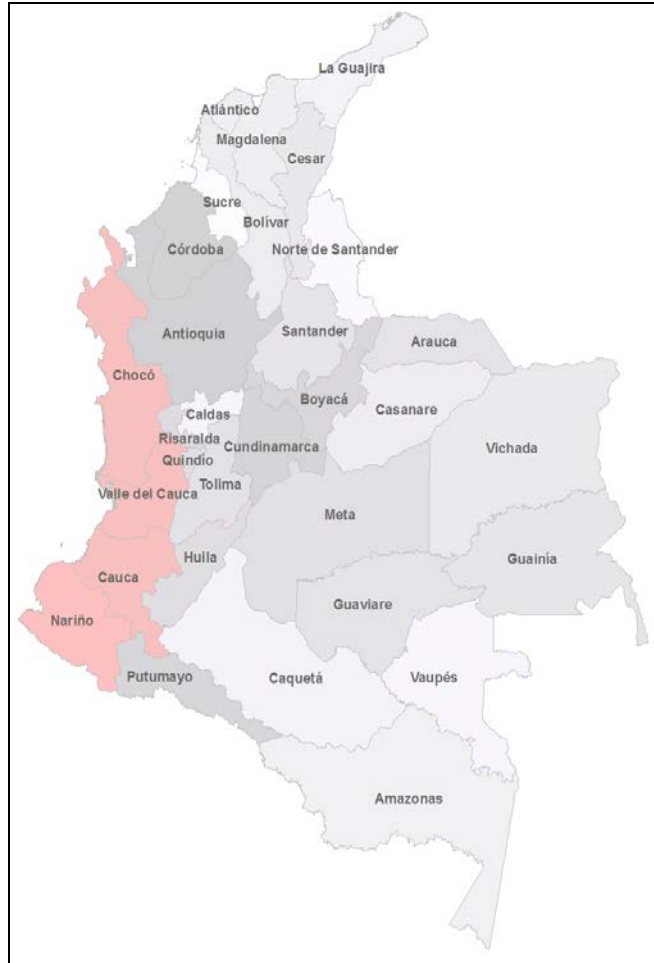 La Guajira
Atlántico
Magdalena
Cesar
Sucre
Bolívar
Norte de Santander
Córdoba
Antioquia
Santander
Arauca
Chocó
Boyacá
Caldas
Casanare
Risaralda
Cundinamarca
Vichada
Quindío
Tolima
Valle del Cauca
Meta
Huila
Guainía
Cauca
Guaviare
Nariño
Putumayo
Caquetá
Vaupés
Amazonas